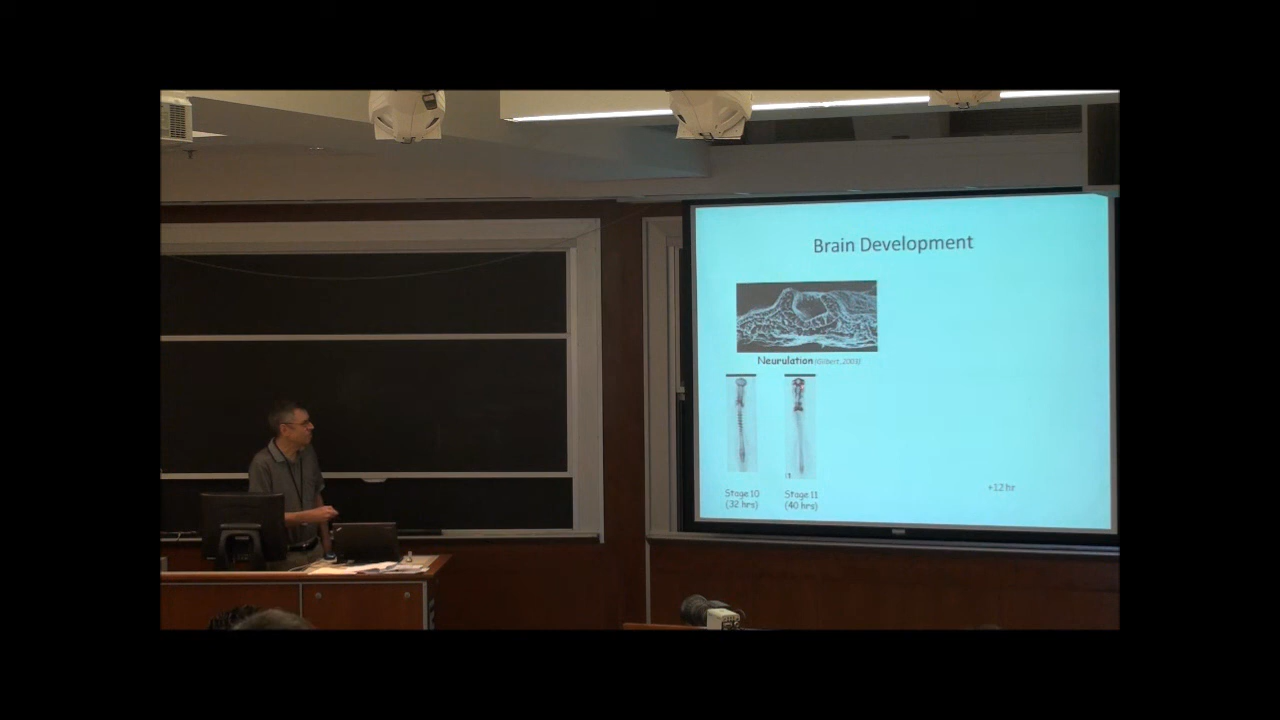 Brain Development
Neurulation (Gilbert, 2003)
Stage 10
(32 hrs)
Stage 11
(40 hrs)
+12 hr